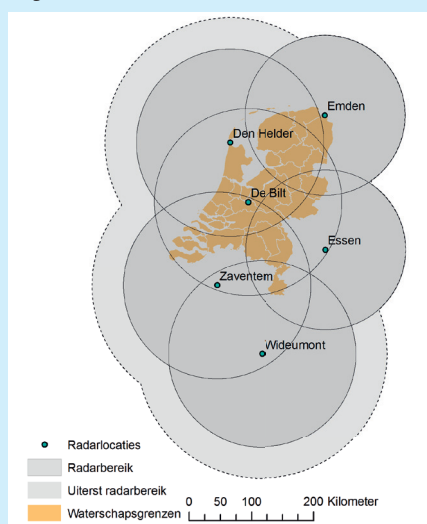 Emden
Den Helder
De Bilt
Essen
Zaventem
Wideumont
Radarlocaties
Radarbereik
Uiterst radarbereik
Waterschapsgrenzen
0 50 100 200 Kilometer